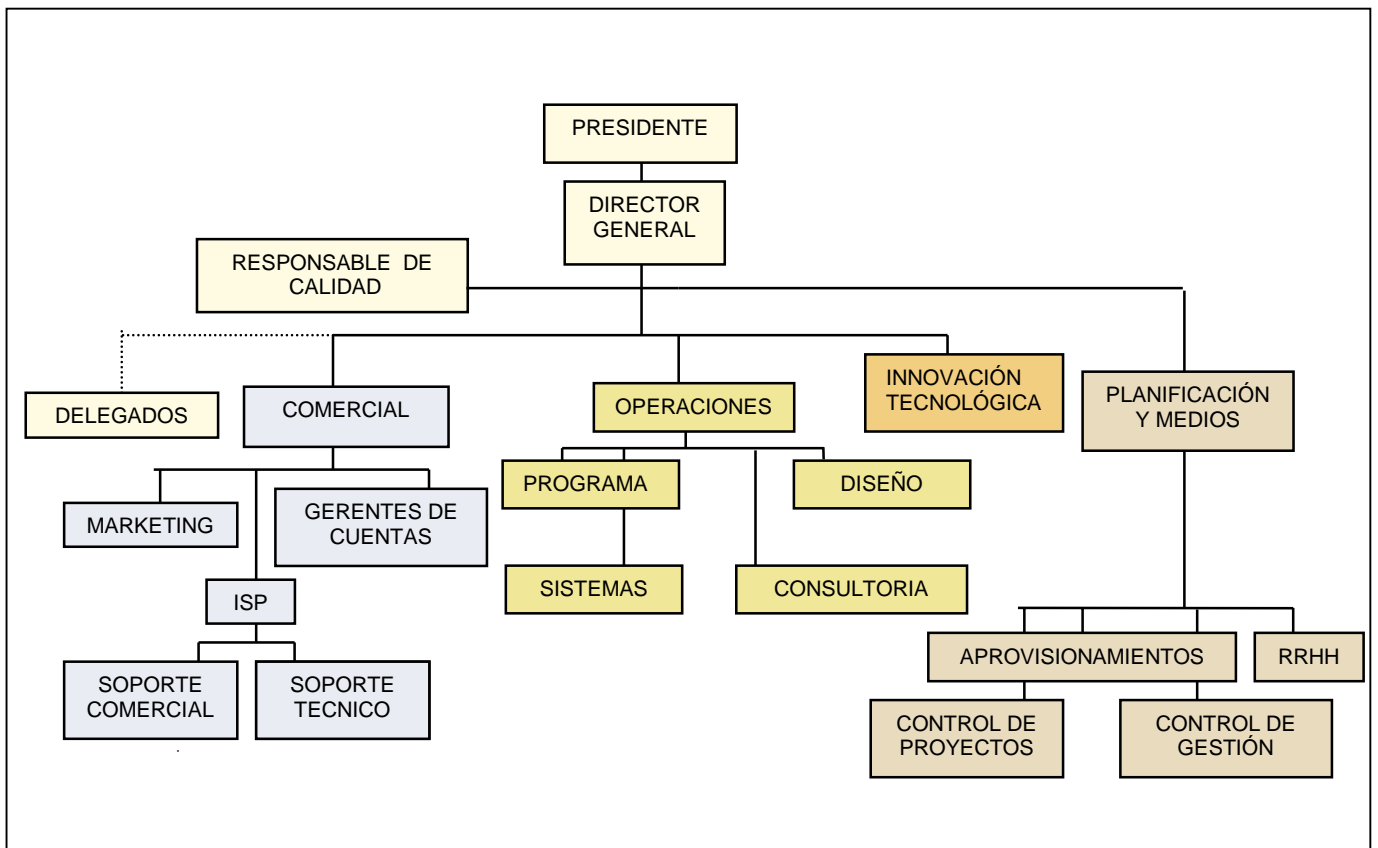 PRESIDENTE
DIRECTOR
GENERAL
RESPONSABLE DE
CALIDAD
DELEGADOS
COMERCIAL
OPERACIONES
INNOVACIÓN
TECNOLÓGICA
PLANIFICACIÓN
Y MEDIOS
MARKETING
GERENTES DE
CUENTAS
PROGRAMA
DISEÑO
ISP
SISTEMAS
CONSULTORIA
SOPORTE
COMERCIAL
SOPORTE
TECNICO
APROVISIONAMIENTOS
RRHH
CONTROL DE
PROYECTOS
CONTROL DE
GESTIÓN